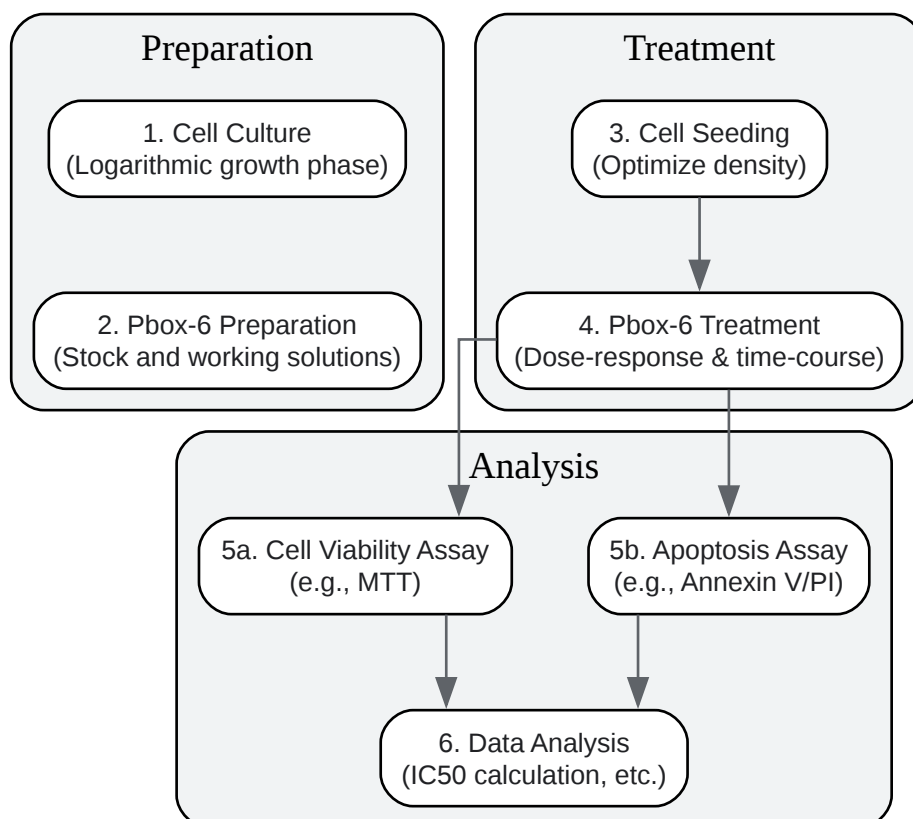 Preparation
1. Cell Culture
(Logarithmic growth phase)
2. Pbox-6 Preparation
(Stock and working solutions)
Treatment
3. Cell Seeding
(Optimize density)
4. Pbox-6 Treatment
(Dose-response & time-course)
Analysis
5a. Cell Viability Assay
(e.g., MTT)
5b. Apoptosis Assay
(e.g., Annexin V/PI)
6. Data Analysis
(IC50 calculation, etc.)